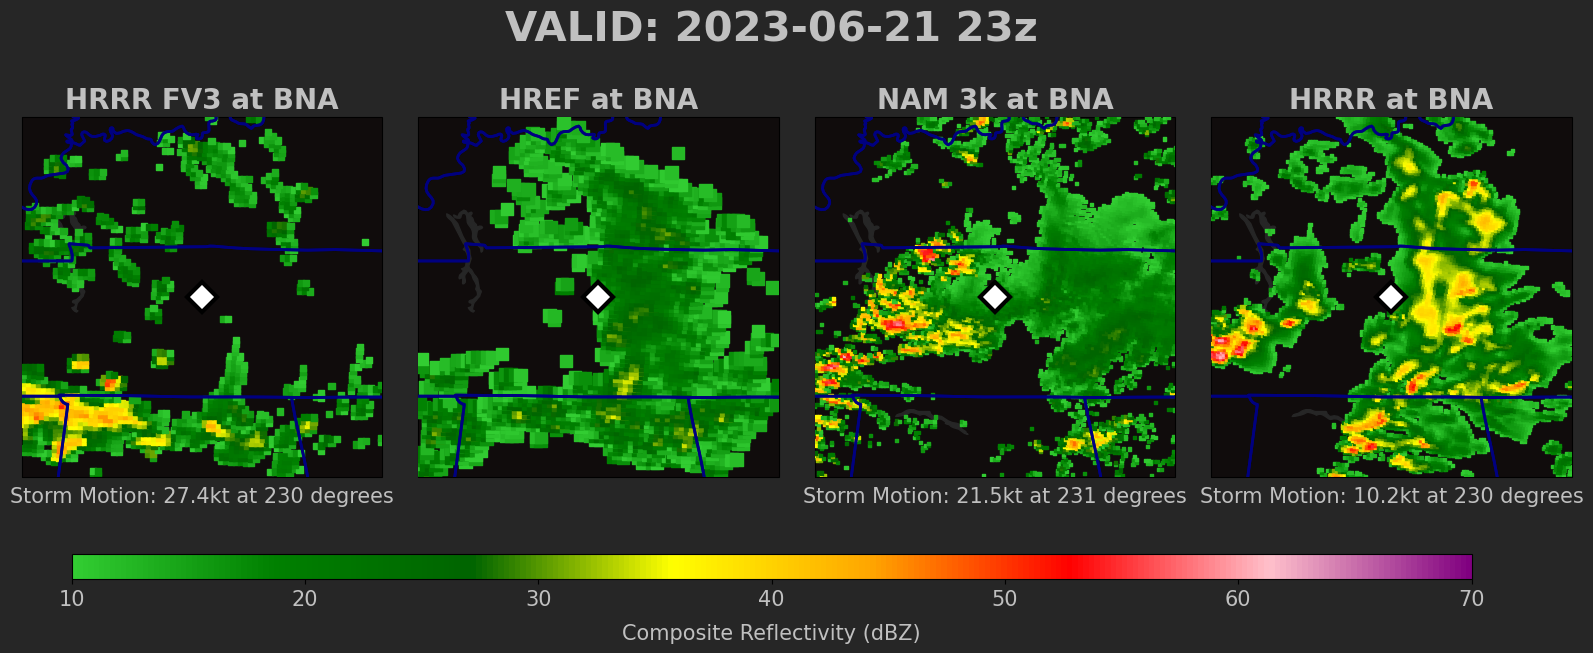 VALID: 2023-06-21 23z
HRRR FV3 at BNA
HREF at BNA
NAM 3k at BNA
HRRR at BNA
Storm Motion: 27.4kt at 230 degrees
Storm Motion: 21.5kt at 231 degrees
Storm Motion: 10.2kt at 230 degrees
10 20 30 40 50 60 70
Composite Reflectivity (dBZ)